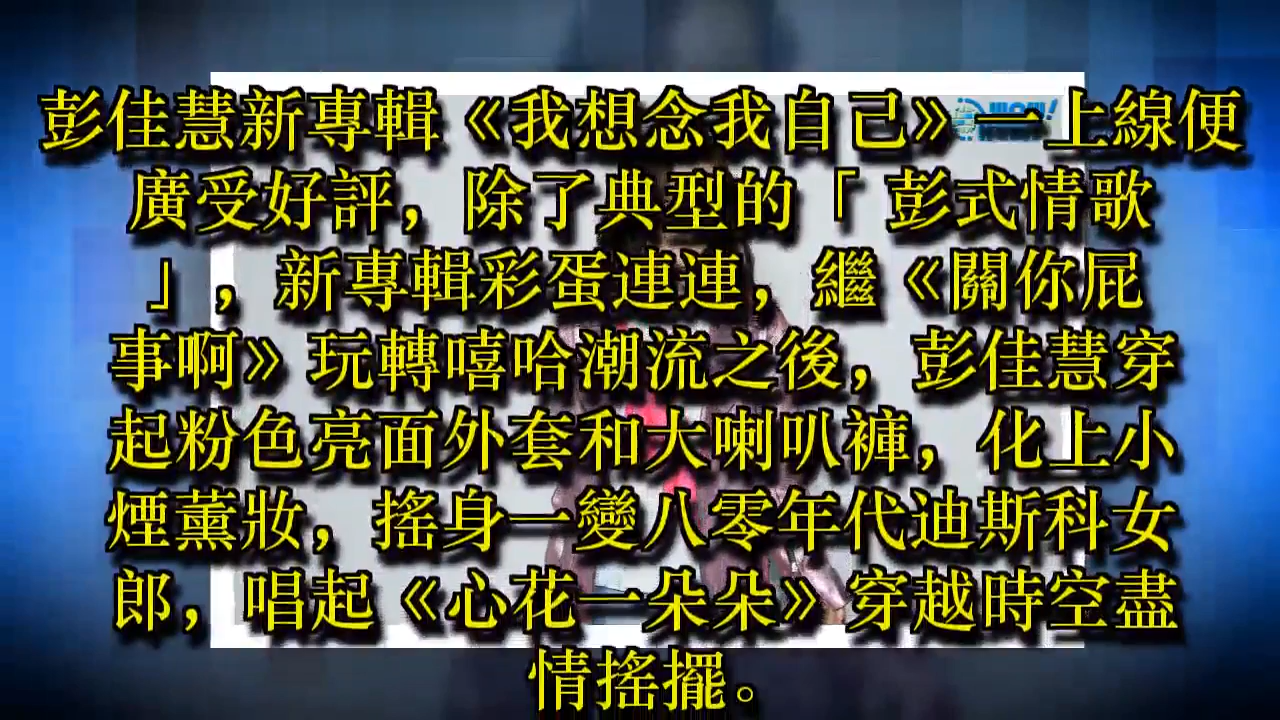 彭佳慧新專輯《我想念我自己》一上線便
廣受好評，除了典型的「 彭式情歌
」，新專輯彩蛋連連，繼《關你屁
事啊》玩轉嘻哈潮流之後，彭佳慧穿
起粉色亮面外套和大喇叭褲，化上小
煙薰妝，搖身一變八零年代迪斯科女
郎，唱起《心花一朵朵》穿越時空盡
情搖擺。